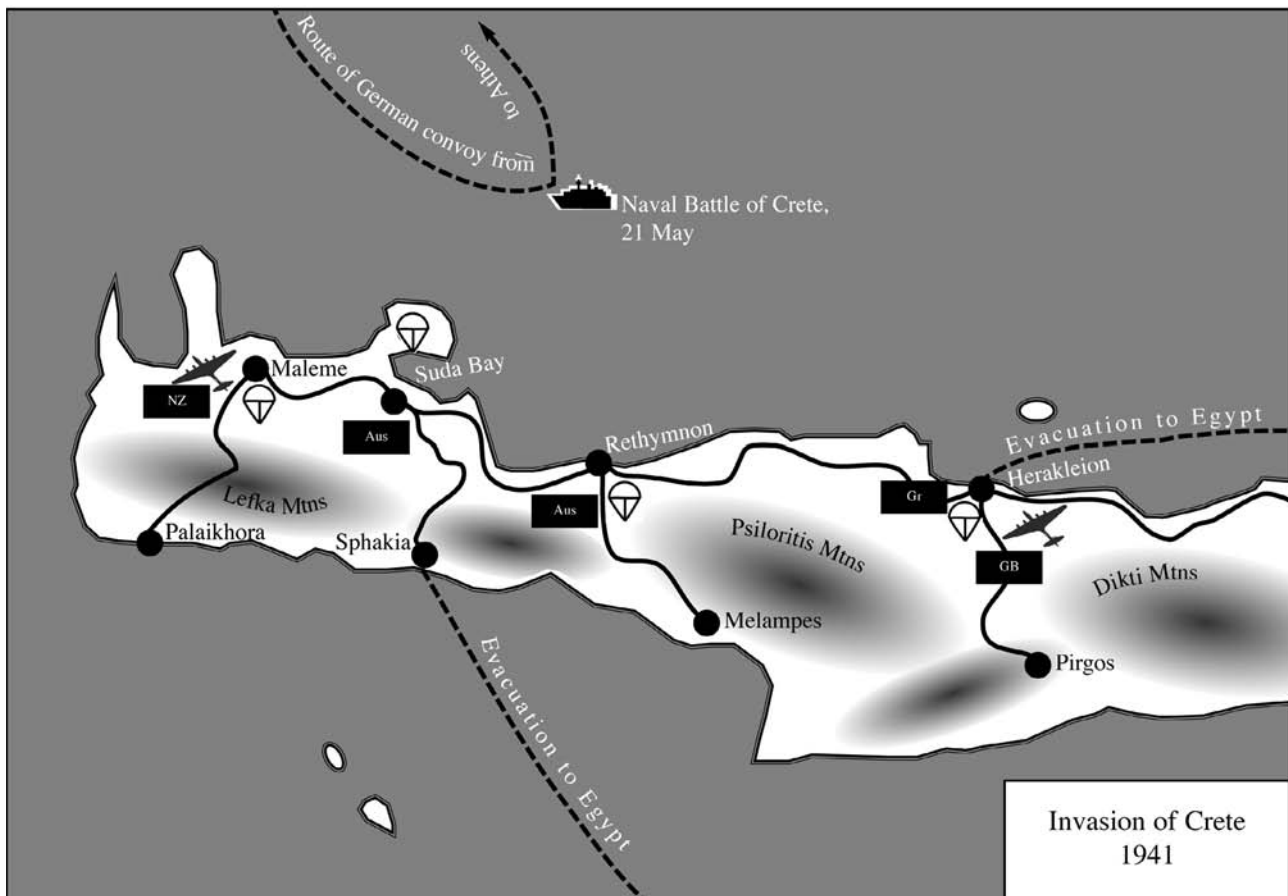 Route of German convoy from
to Athens
Naval Battle of Crete,
21 May
Maleme
Suda Bay
NZ
Aus
Rethymnon
Evacuation to Egypt
Herakleion
Lefka Mtns
Aus
Gr
Palaikhora
Sphakia
Psiloritis Mtns
GB
Dikti Mtns
Melampes
Pirgos
Evacuation to Egypt
Invasion of Crete
1941